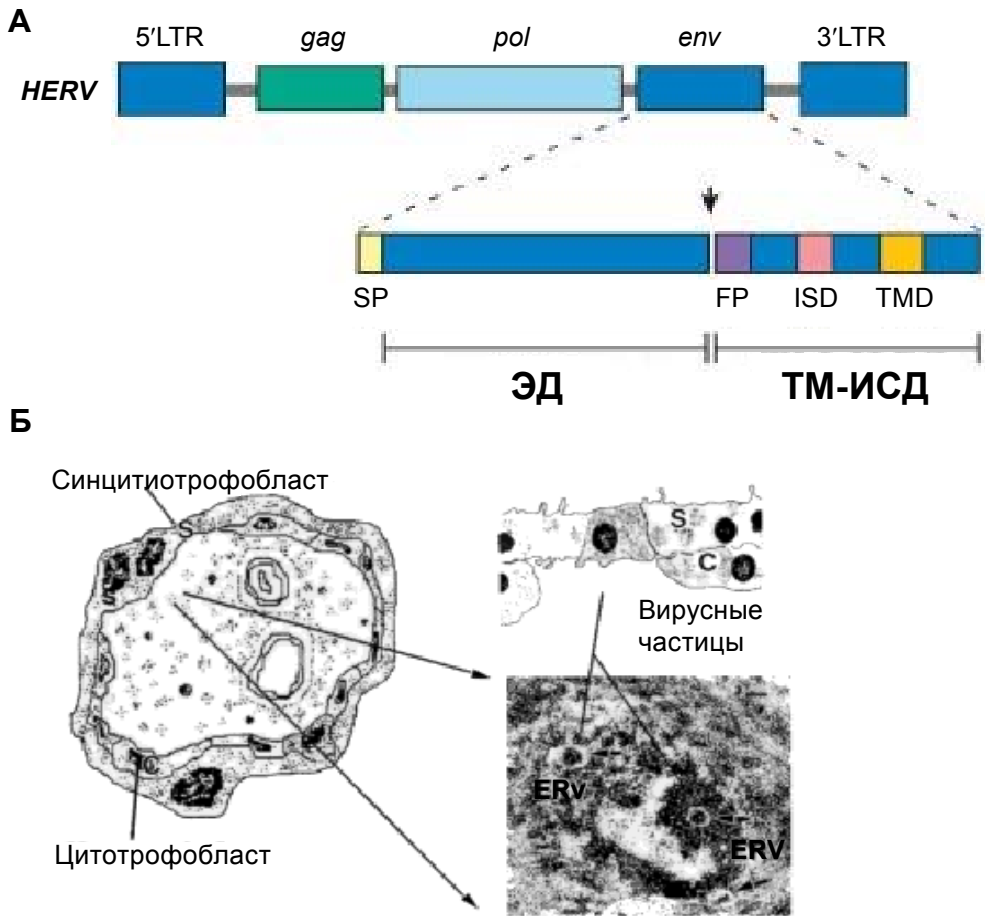 А
5′LTR gag pol env 3′LTR
HERV
SP FP ISD TMD
ЭД ТМ-ИСД
Б
Синцитиотрофобласт
S
S
C
Вирусные
частицы
ERv
ERV
C
Цитотрофобласт